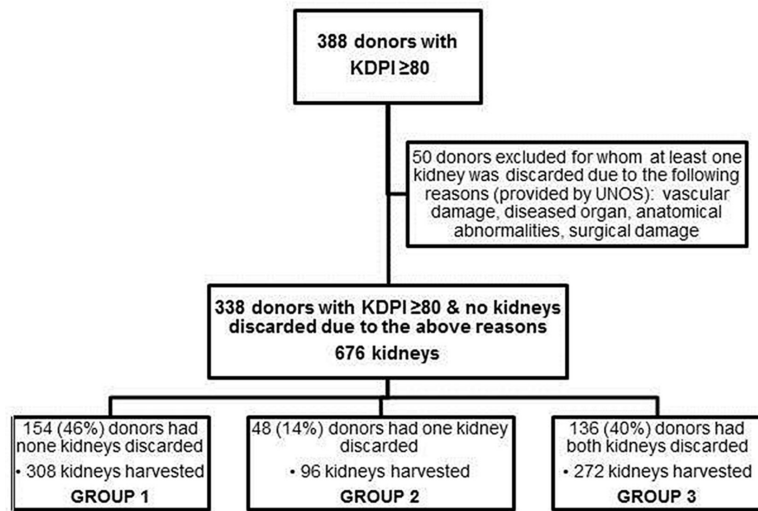 388 donors with
KDPI ≥80
50 donors excluded for whom at least one
kidney was discarded due to the following
reasons (provided by UNOS): vascular
damage, diseased organ, anatomical
abnormalities, surgical damage
338 donors with KDPI ≥80 & no kidneys
discarded due to the above reasons
676 kidneys
154 (46%) donors had
none kidneys discarded
• 308 kidneys harvested
GROUP 1
48 (14%) donors had one kidney
discarded
• 96 kidneys harvested
GROUP 2
136 (40%) donors had
both kidneys discarded
• 272 kidneys harvested
GROUP 3